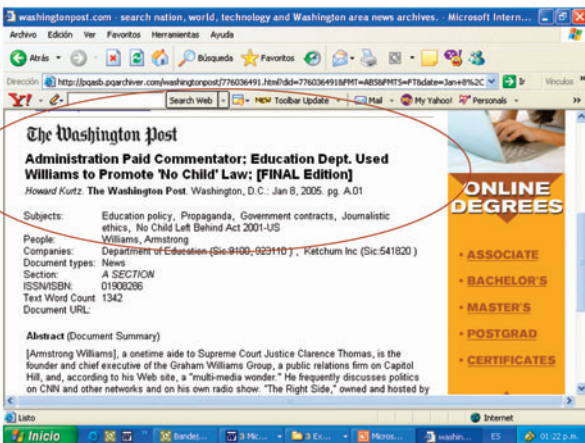 washingtonpost.com - search nation, world, technology and Washington area news archives. - Microsoft Intern...
Archivo Edición Ver Favoritos Herramientas Ayuda
Atrás Búsqueda Favoritos
Dirección http://pqasb.pqarchiver.com/washingtonpost/776036491.html?did=776036491&FMT=ABS&FMTS=FT&date=Jan+8%2C Ir Vínculos
Y! Search Web NEW Toolbar Update Mail My Yahoo! Personals
The Washington Post
Administration Paid Commentator; Education Dept. Used
Williams to Promote 'No Child' Law; [FINAL Edition]
Howard Kurtz. The Washington Post. Washington, D.C.: Jan 8, 2005. pg. A.01
Subjects: Education policy, Propaganda, Government contracts, Journalistic
ethics, No Child Left Behind Act 2001-US
People: Williams, Armstrong
Companies: Department of Education (Sic:9100, 923110 ) , Ketchum Inc (Sic:541820 )
Document types: News
Section: A SECTION
ISSN/ISBN: 01908286
Text Word Count 1342
Document URL:
Abstract (Document Summary)
[Armstrong Williams], a onetime aide to Supreme Court Justice Clarence Thomas, is the
founder and chief executive of the Graham Williams Group, a public relations firm on Capitol
Hill, and, according to his Web site, a "multi-media wonder." He frequently discusses politics
on CNN and other networks and on his own radio show. "The Right Side," owned and hosted by
ONLINE
DEGREES
• ASSOCIATE
• BACHELOR'S
• MASTER'S
• POSTGRAD
• CERTIFICATES
Listo Internet
Inicio Bandej... 3 Mic... 3 Ex... Micros... washin... ES 01:22 p.m.